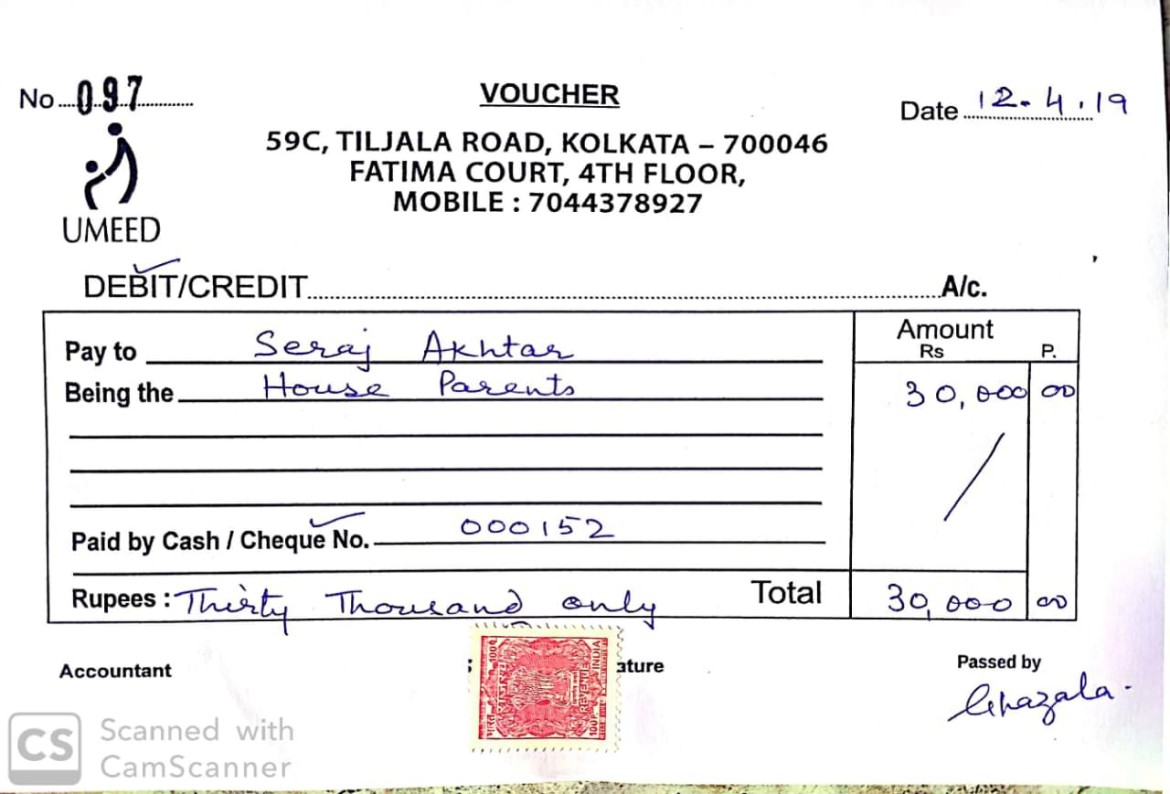 No....097............
VOUCHER
Date 12.4.19
59C, TILJALA ROAD, KOLKATA – 700046
FATIMA COURT, 4TH FLOOR,
MOBILE : 7044378927
UMEED
DEBIT/CREDIT..........A/c.
Amount
Rs P.
Pay to Seraj Akhtar
Being the House Parents 30,000 00
Paid by Cash / Cheque No. 000152
Rupees : Thirty Thousand only Total 30,000 00
Accountant ature Passed by
Ghazala.
REVENUE INDIA
CS Scanned with
CamScanner